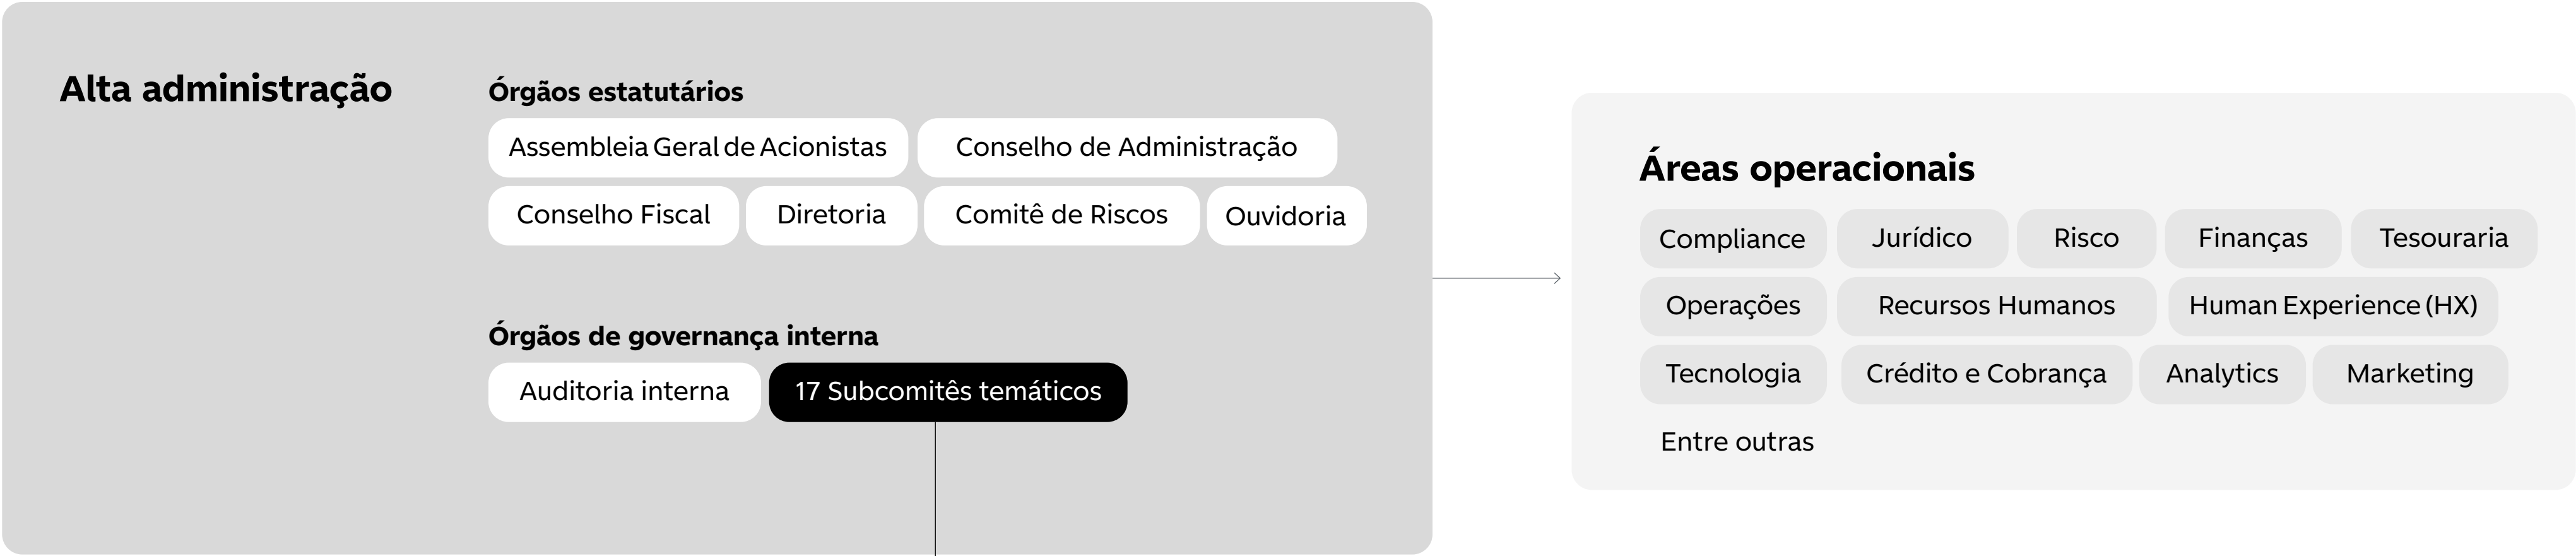 Alta administração
Órgãos estatutários
Assembleia Geral de Acionistas
Conselho de Administração
Conselho Fiscal
Diretoria
Comitê de Riscos
Ouvidoria
Órgãos de governança interna
Auditoria interna
17 Subcomitês temáticos
Áreas operacionais
Compliance
Jurídico
Risco
Finanças
Tesouraria
Operações
Recursos Humanos
Human Experience (HX)
Tecnologia
Crédito e Cobrança
Analytics
Marketing
Entre outras